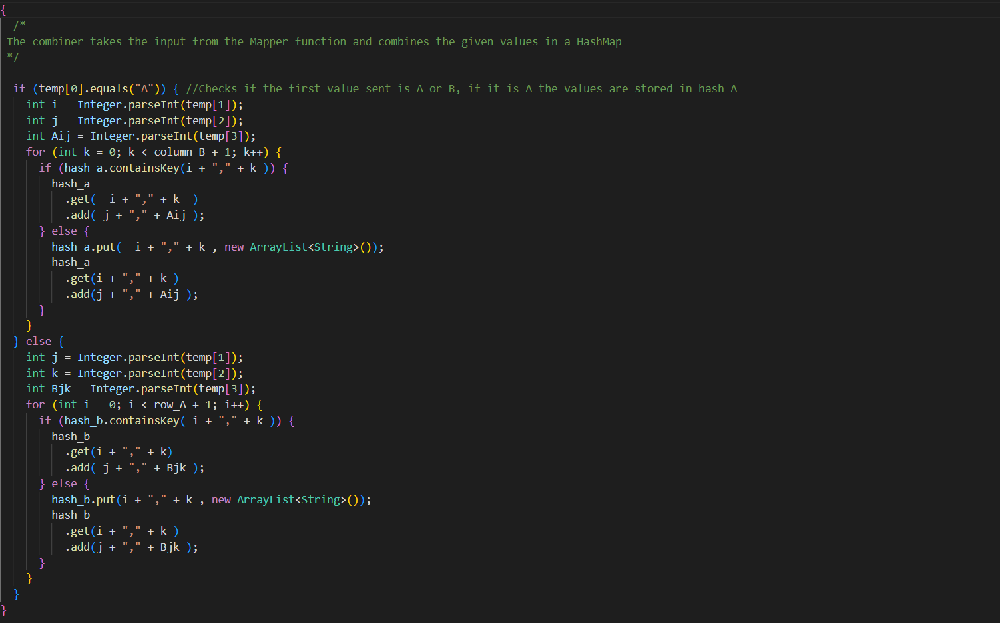 {
/*
The combiner takes the input from the Mapper function and combines the given values in a HashMap
*/
if (temp[0].equals("A")) { //Checks if the first value sent is A or B, if it is A the values are stored in hash A
int i = Integer.parseInt(temp[1]);
int j = Integer.parseInt(temp[2]);
int Aij = Integer.parseInt(temp[3]);
for (int k = 0; k < column_B + 1; k++) {
if (hash_a.containsKey(i + "," + k )) {
hash_a
.get(  i + "," + k  )
.add( j + "," + Aij );
} else {
hash_a.put(  i + "," + k , new ArrayList<String>());
hash_a
.get(i + "," + k )
.add(j + "," + Aij );
}
}
} else {
int j = Integer.parseInt(temp[1]);
int k = Integer.parseInt(temp[2]);
int Bjk = Integer.parseInt(temp[3]);
for (int i = 0; i < row_A + 1; i++) {
if (hash_b.containsKey( i + "," + k )) {
hash_b
.get(i + "," + k)
.add( j + "," + Bjk );
} else {
hash_b.put(i + "," + k , new ArrayList<String>());
hash_b
.get(i + "," + k )
.add(j + "," + Bjk );
}
}
}
}